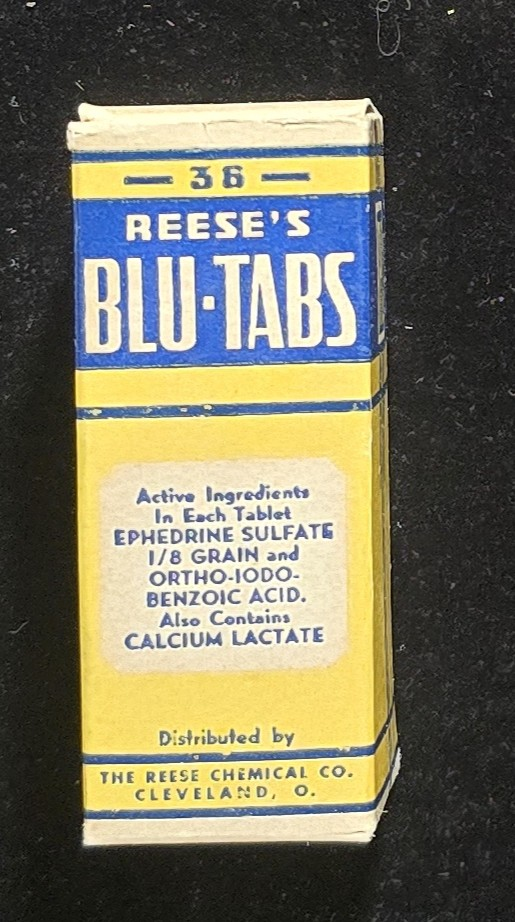 — 36 —
REESE'S
BLU·TABS
Active Ingredients
In Each Tablet
EPHEDRINE SULFATE
1/8 GRAIN and
ORTHO-IODO-
BENZOIC ACID.
Also Contains
CALCIUM LACTATE
Distributed by
THE REESE CHEMICAL CO.
CLEVELAND, O.